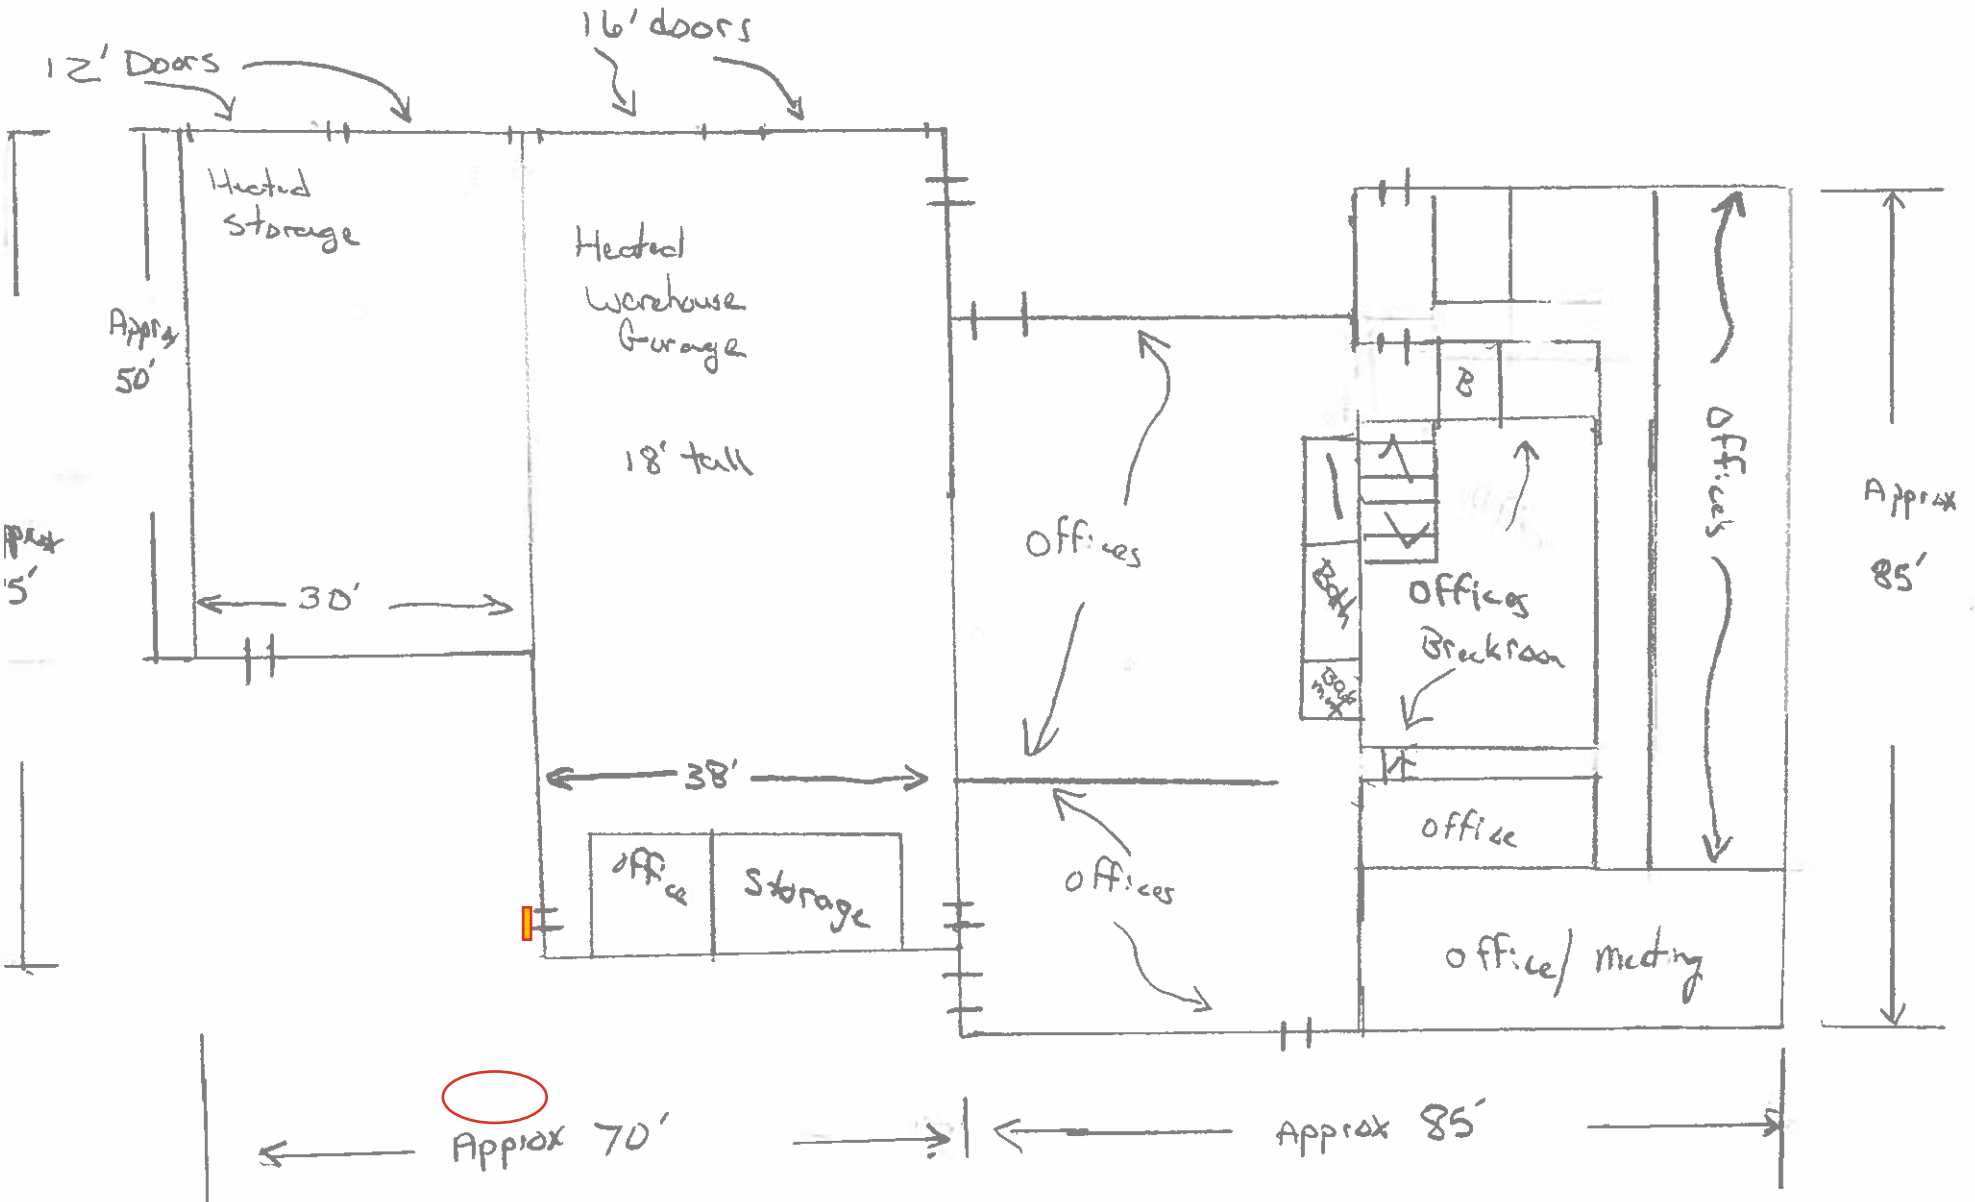 16' doors
12' Doors
Heated
Storage
Heated
Warehouse
Garage
18' tall
Approx
50'
5'
30'
38'
Office
Storage
Offices
Offices
B
Bath
Offices
Breakroom
Office
Office/ Meeting
Offices
Approx
85'
Approx 70'
Approx 85'